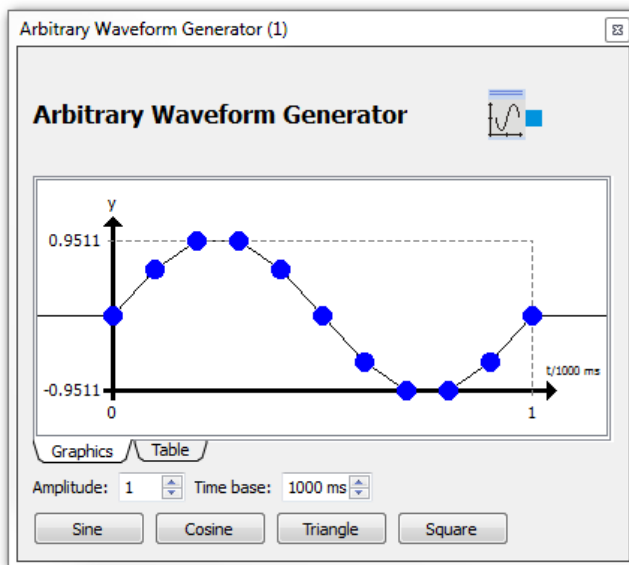 Arbitrary Waveform Generator (1)
Arbitrary Waveform Generator
y
0.9511
-0.9511
t/1000 ms
0 1
Graphics Table
Amplitude: 1 Time base: 1000 ms
Sine Cosine Triangle Square